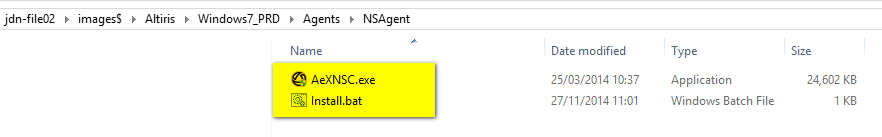 jdn-file02 images$ Altiris Windows7_PRD Agents NSAgent
Name Date modified Type Size
AeXNSC.exe 25/03/2014 10:37 Application 24,602 KB
Install.bat 27/11/2014 11:01 Windows Batch File 1 KB